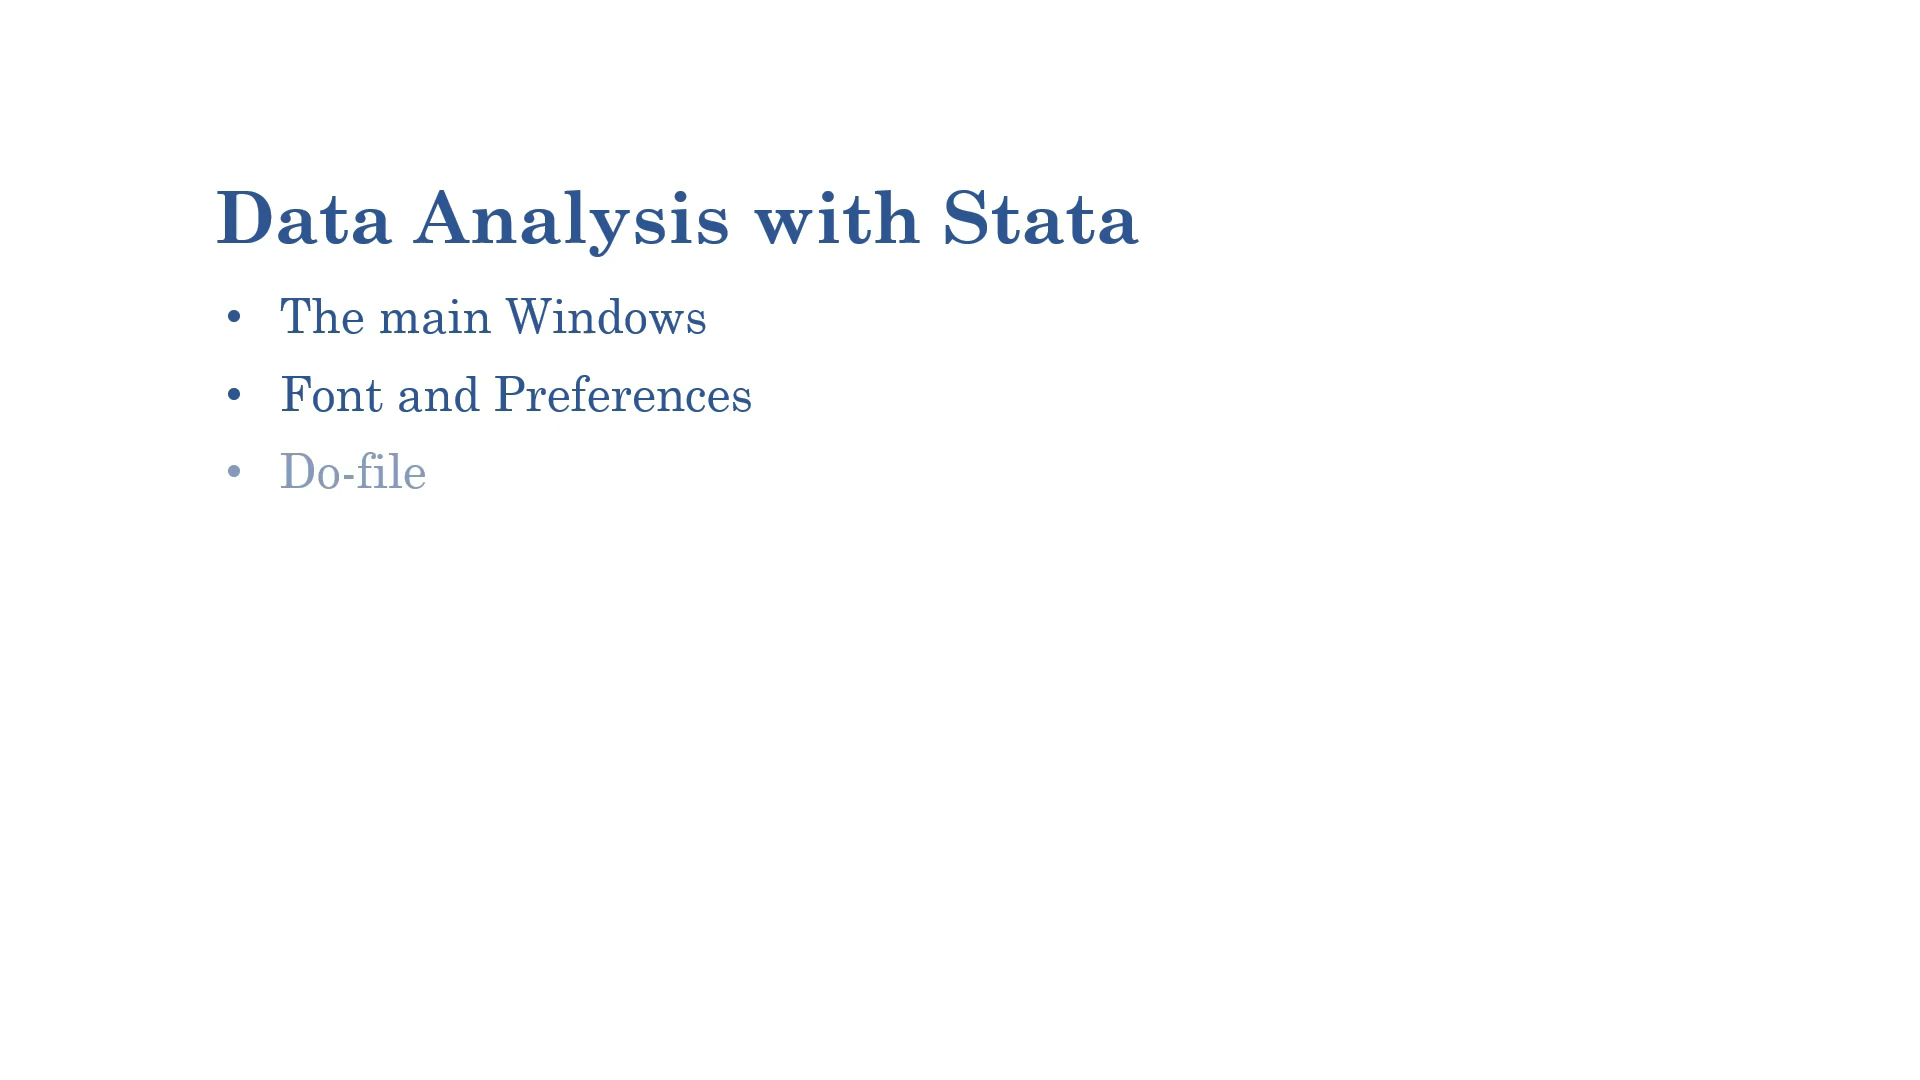 Data Analysis with Stata
• The main Windows
• Font and Preferences
• Do-file